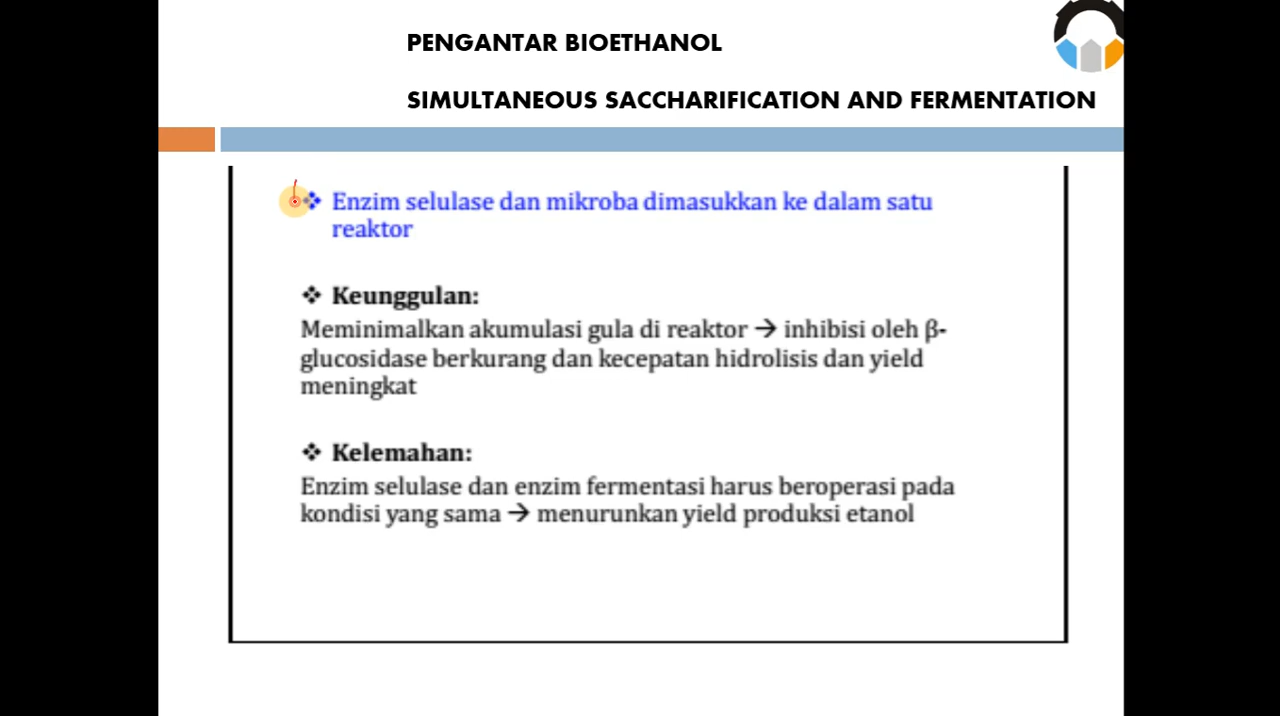 PENGANTAR BIOETHANOL
SIMULTANEOUS SACCHARIFICATION AND FERMENTATION
❖ Enzim selulase dan mikroba dimasukkan ke dalam satu
reaktor
❖ Keunggulan:
Meminimalkan akumulasi gula di reaktor → inhibisi oleh β-
glucosidase berkurang dan kecepatan hidrolisis dan yield
meningkat
❖ Kelemahan:
Enzim selulase dan enzim fermentasi harus beroperasi pada
kondisi yang sama → menurunkan yield produksi etanol